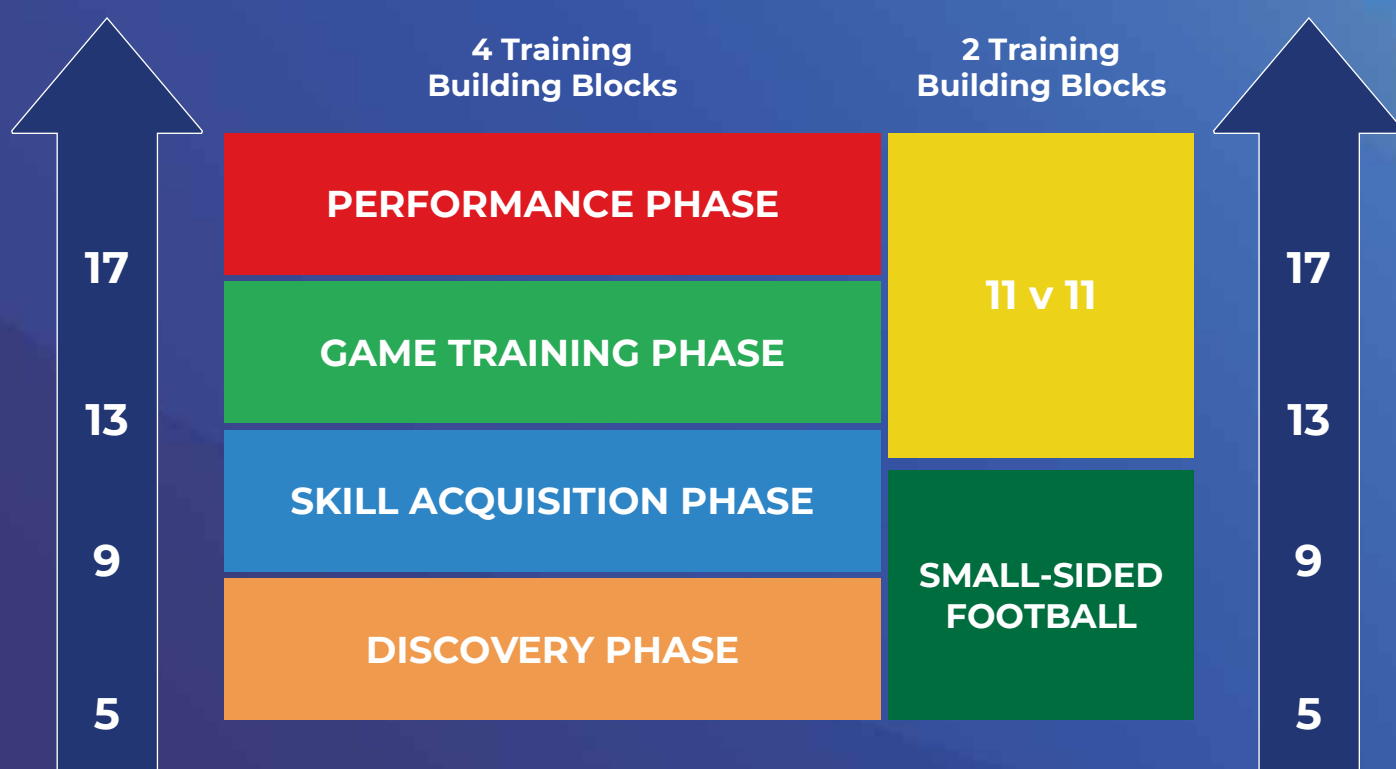 4 Training
Building Blocks
2 Training
Building Blocks
PERFORMANCE PHASE
GAME TRAINING PHASE
SKILL ACQUISITION PHASE
DISCOVERY PHASE
11 v 11
SMALL-SIDED
FOOTBALL
17
13
9
5
17
13
9
5